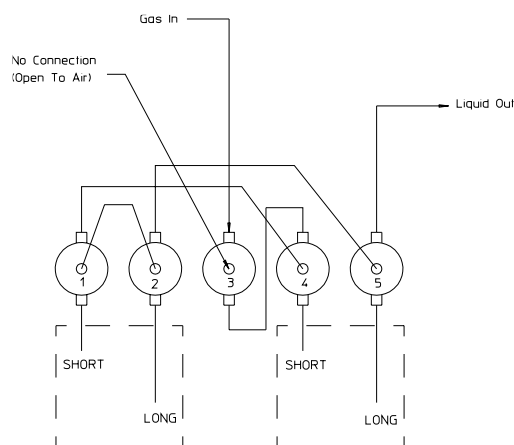 Gas In
No Connection
(Open To Air)
Liquid Out
1
2
3
4
5
SHORT
SHORT
LONG
LONG